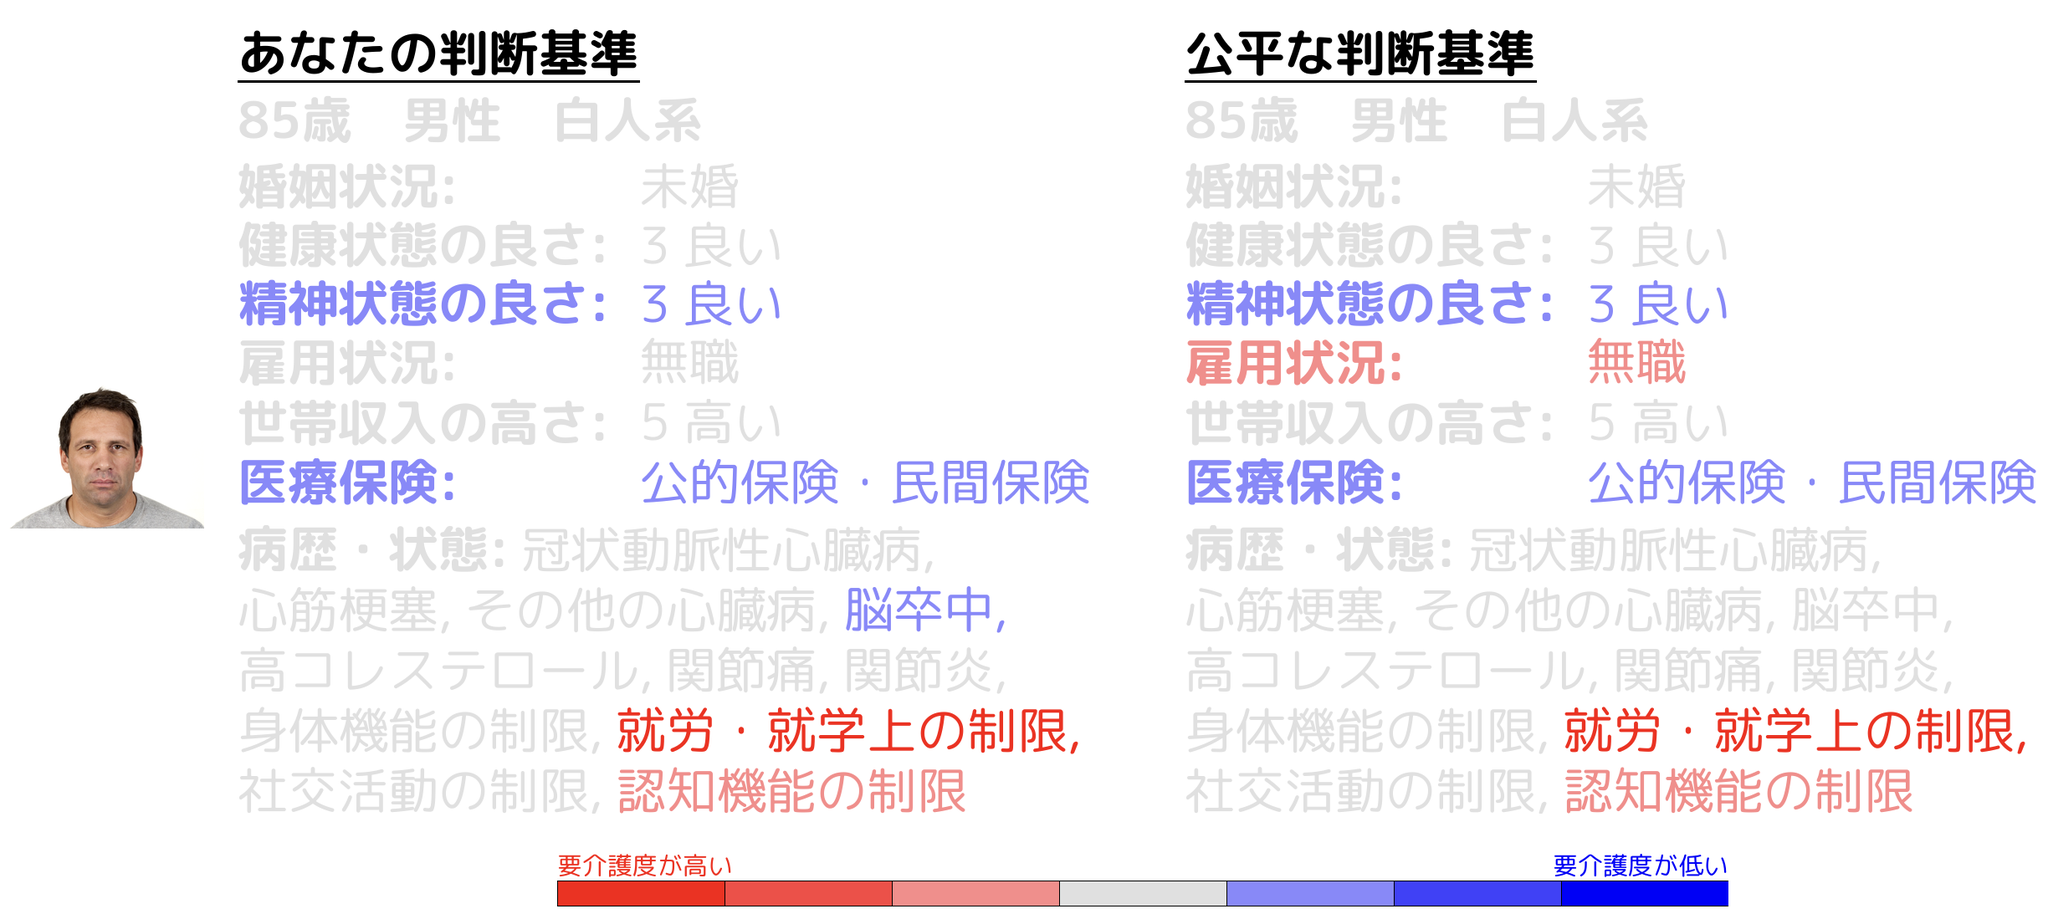 あなたの判断基準
85歳 男性 白人系
婚姻状況: 未婚
健康状態の良さ: 3 良い
精神状態の良さ: 3 良い
雇用状況: 無職
世帯収入の高さ: 5 高い
医療保険: 公的保険・民間保険
病歴・状態: 冠状動脈性心臓病,
心筋梗塞, その他の心臓病, 脳卒中,
高コレステロール, 関節痛, 関節炎,
身体機能の制限, 就労・就学上の制限,
社交活動の制限, 認知機能の制限
公平な判断基準
85歳 男性 白人系
婚姻状況: 未婚
健康状態の良さ: 3 良い
精神状態の良さ: 3 良い
雇用状況: 無職
世帯収入の高さ: 5 高い
医療保険: 公的保険・民間保険
病歴・状態: 冠状動脈性心臓病,
心筋梗塞, その他の心臓病, 脳卒中,
高コレステロール, 関節痛, 関節炎,
身体機能の制限, 就労・就学上の制限,
社交活動の制限, 認知機能の制限
要介護度が高い
要介護度が低い